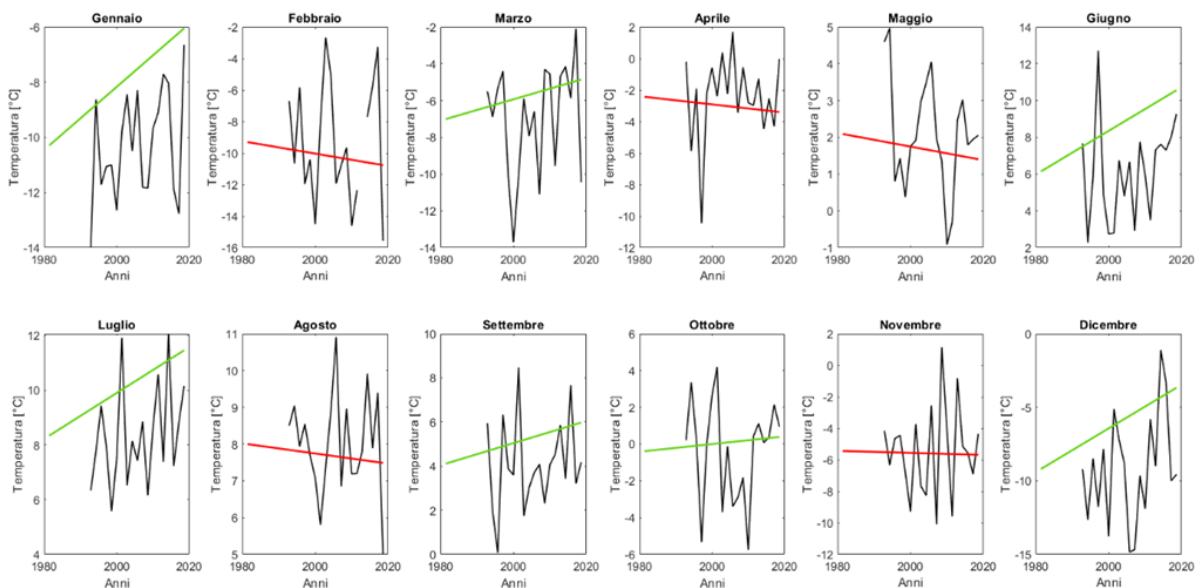 Gennaio Febbraio Marzo Aprile Maggio Giugno
-6 -2 -2 2 5 14
-4 0 4 12
-8 -6 -4 -2 3 10
-8 -6 -4 2 8
-10 -10 -8 -6 1 6
-12 -12 -10 -8 0 4
-14 -12 -10
-14 -16 -14 -12 -1 2
Temperatura [°C] Temperatura [°C] Temperatura [°C] Temperatura [°C] Temperatura [°C] Temperatura [°C]
1980 2000 2020 1980 2000 2020 1980 2000 2020 1980 2000 2020 1980 2000 2020 1980 2000 2020
Anni Anni Anni Anni Anni Anni
Luglio Agosto Settembre Ottobre Novembre Dicembre
12 11 10 6 2 0
10 10 8 4 0
9 6 2 -2 -5
8 8 4 0 -4
7 -2 -6 -10
6 6 2 -4 -8
-10
4 5 0 -6 -12 -15
Temperatura [°C] Temperatura [°C] Temperatura [°C] Temperatura [°C] Temperatura [°C] Temperatura [°C]
1980 2000 2020 1980 2000 2020 1980 2000 2020 1980 2000 2020 1980 2000 2020 1980 2000 2020
Anni Anni Anni Anni Anni Anni